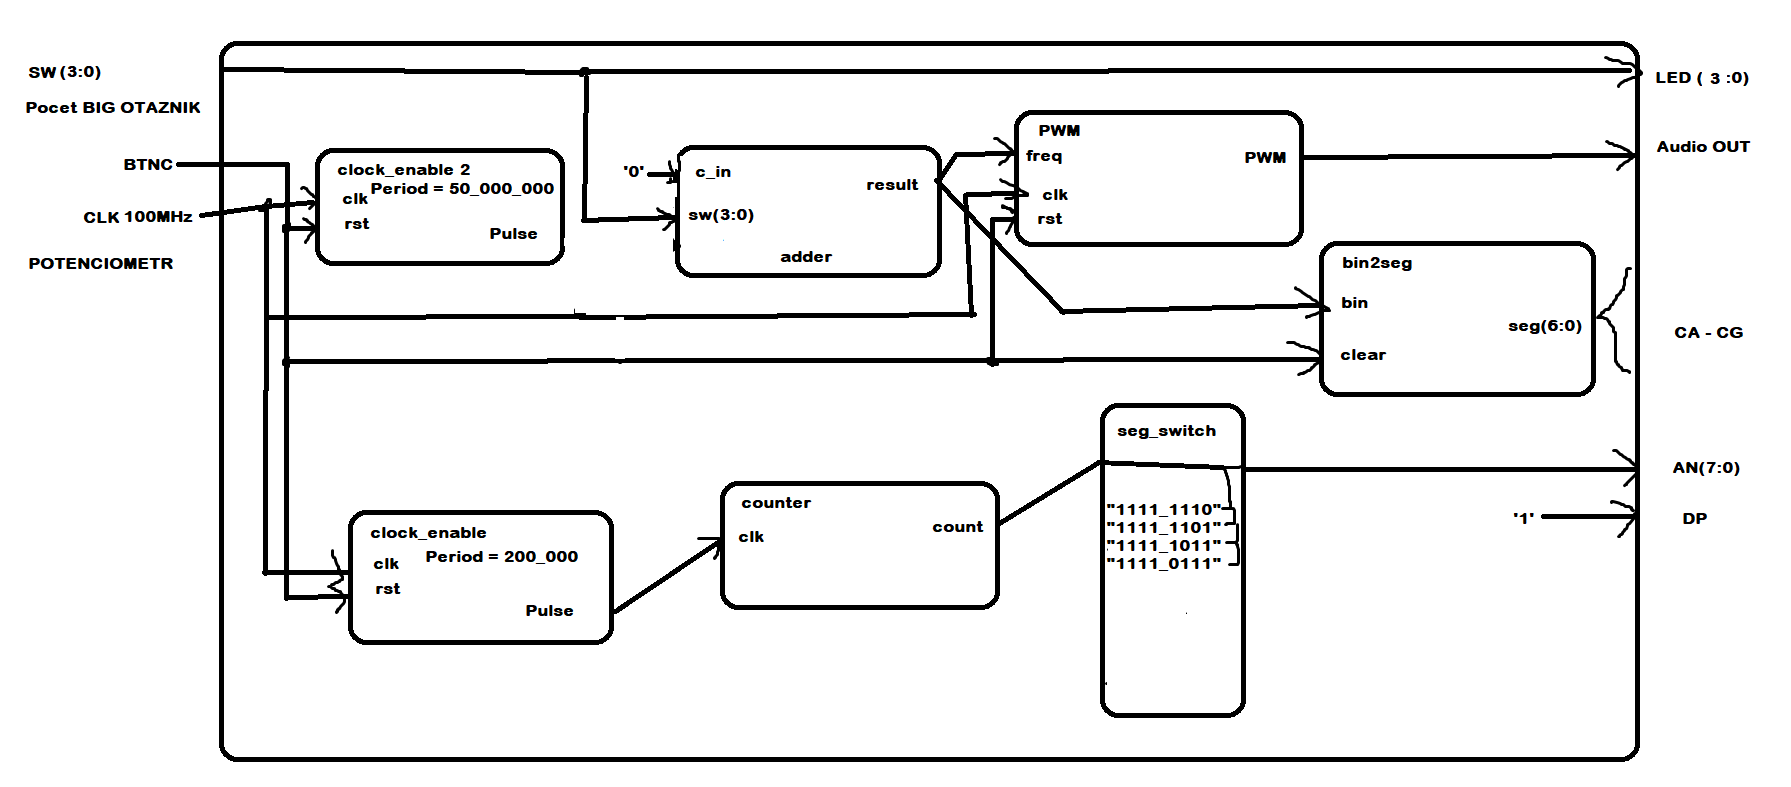 SW (3:0)
Pocet BIG OTAZNIK
BTNC
CLK 100MHz
POTENCIOMETR
clock_enable 2
Period = 50_000_000
clk
rst
Pulse
'0'
c_in
result
sw(3:0)
adder
PWM
freq
PWM
clk
rst
bin2seg
bin
seg(6:0)
clear
LED ( 3 :0)
Audio OUT
CA - CG
AN(7:0)
'1'
DP
clock_enable
Period = 200_000
clk
rst
Pulse
counter
clk
count
seg_switch
"1111_1110"
"1111_1101"
"1111_1011"
"1111_0111"